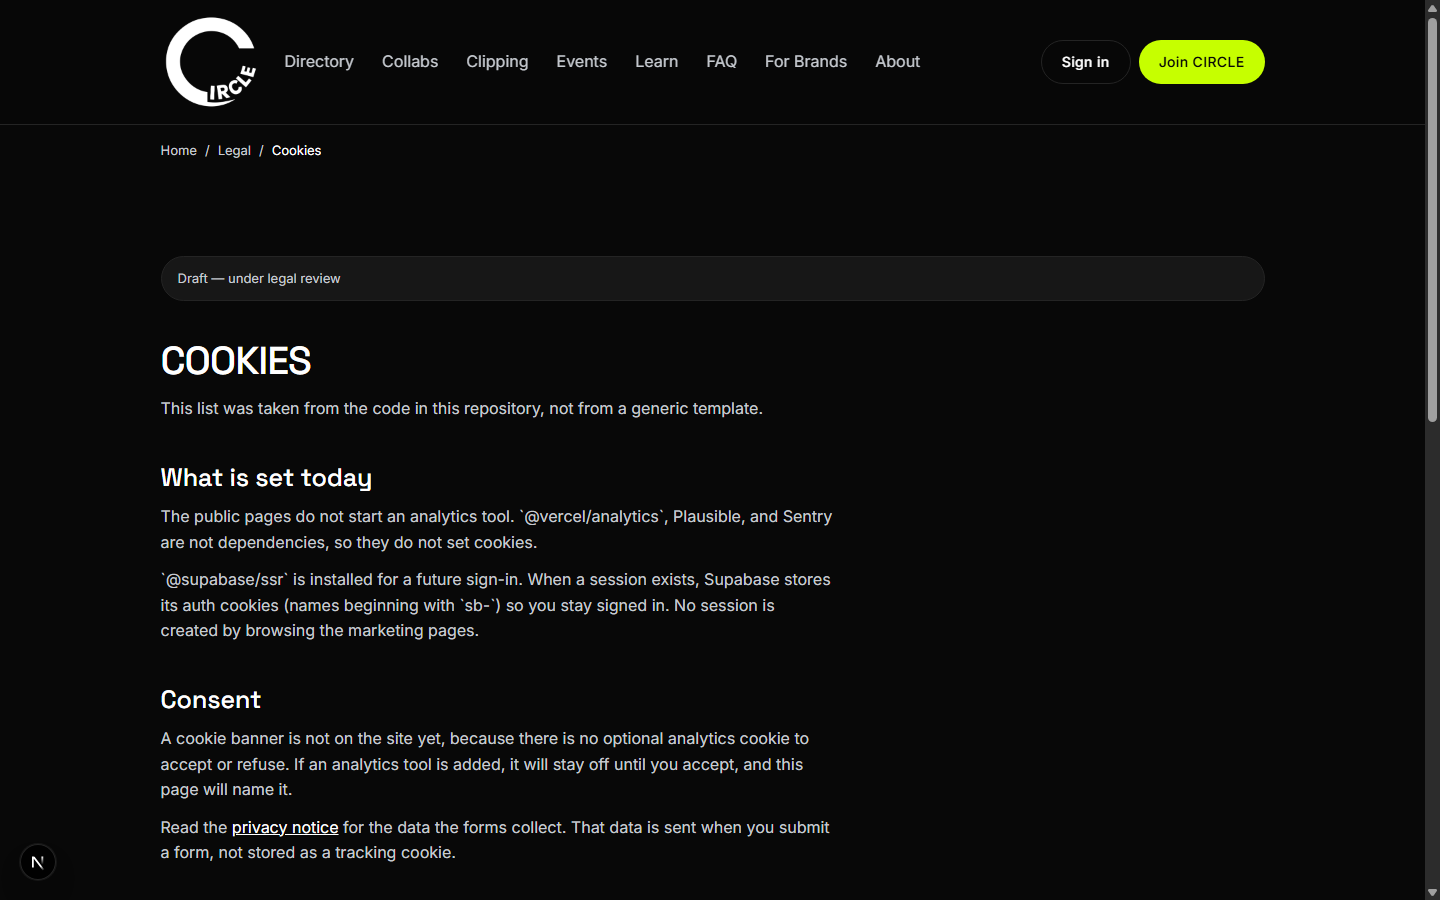 CIRCLE
Directory
Collabs
Clipping
Events
Learn
FAQ
For Brands
About
Sign in
Join CIRCLE
Home / Legal / Cookies
Draft — under legal review
COOKIES
This list was taken from the code in this repository, not from a generic template.
What is set today
The public pages do not start an analytics tool. `@vercel/analytics`, Plausible, and Sentry
are not dependencies, so they do not set cookies.
`@supabase/ssr` is installed for a future sign-in. When a session exists, Supabase stores
its auth cookies (names beginning with `sb-`) so you stay signed in. No session is
created by browsing the marketing pages.
Consent
A cookie banner is not on the site yet, because there is no optional analytics cookie to
accept or refuse. If an analytics tool is added, it will stay off until you accept, and this
page will name it.
Read the privacy notice for the data the forms collect. That data is sent when you submit
a form, not stored as a tracking cookie.
N